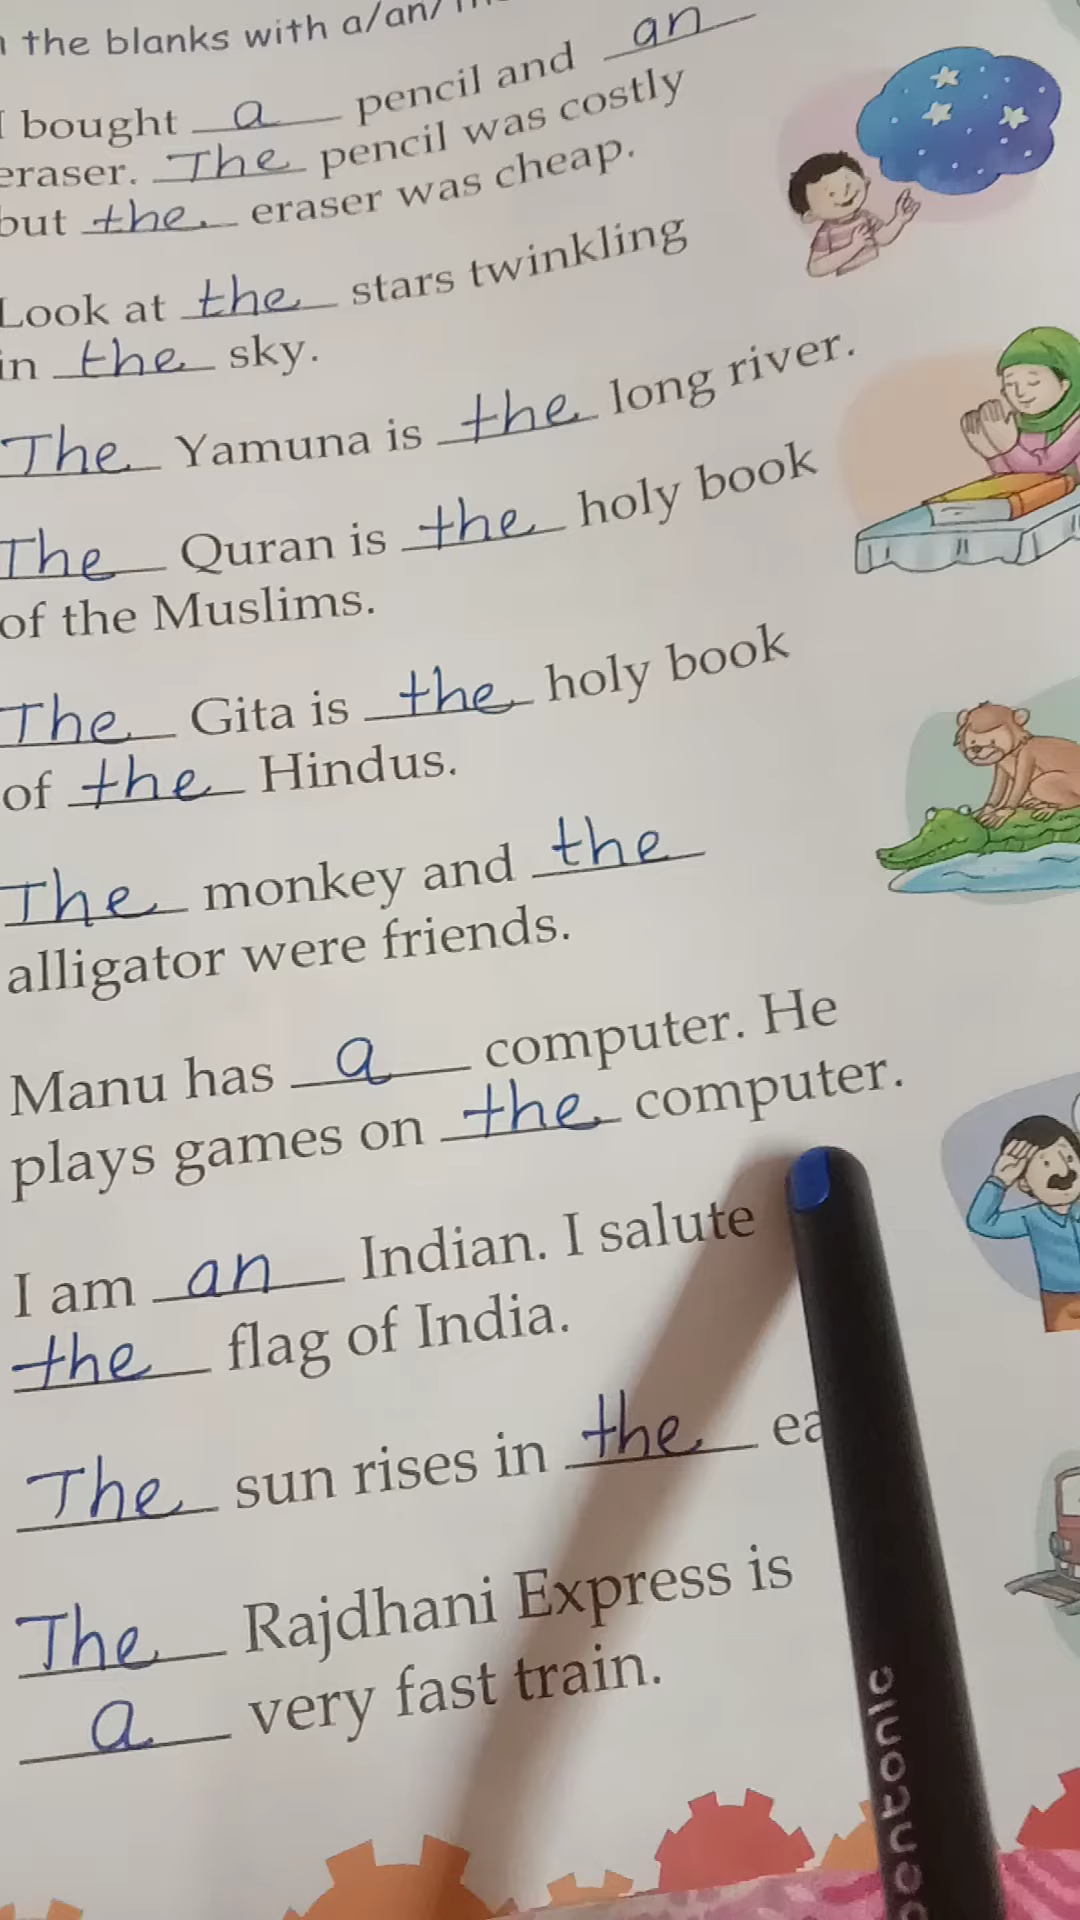 the blanks with a/an/
I bought a pencil and an
eraser. The pencil was costly
but the eraser was cheap.
Look at the stars twinkling
in the sky.
The Yamuna is the long river.
The Quran is the holy book
of the Muslims.
The Gita is the holy book
of the Hindus.
The monkey and the
alligator were friends.
Manu has a computer. He
plays games on the computer.
I am an Indian. I salute
the flag of India.
The sun rises in the
The Rajdhani Express is
a very fast train.